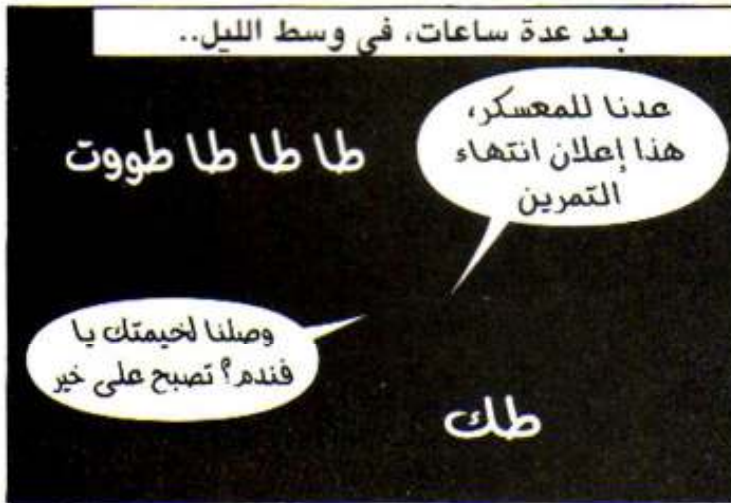 بعد عدة ساعات، فى وسط الليل..
عدنا للمعسكر،
هذا إعلان انتهاء
التمرين
طا طا طا طووت
وصلنا لخيمتك يا
فندم؟ تصبح على خير
طك